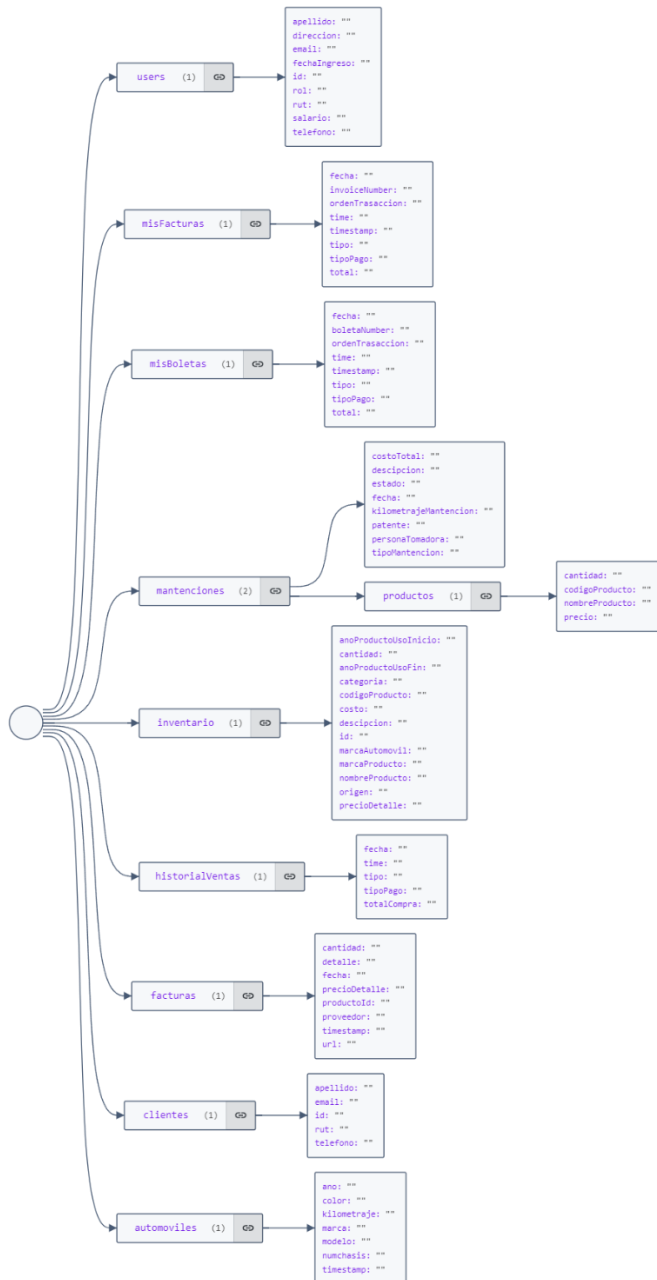 apellido: ""
direccion: ""
email: ""
fechaIngreso: ""
id: ""
rol: ""
rut: ""
salario: ""
telefono: ""
users (1)
fecha: ""
invoiceNumber: ""
ordenTrasaccion: ""
time: ""
timestamp: ""
tipo: ""
tipoPago: ""
total: ""
misFacturas (1)
fecha: ""
boletaNumber: ""
ordenTrasaccion: ""
time: ""
timestamp: ""
tipo: ""
tipoPago: ""
total: ""
misBoletas (1)
costoTotal: ""
descipcion: ""
estado: ""
fecha: ""
kilometrajeMantencion: ""
patente: ""
personaTomadora: ""
tipoMantencion: ""
mantenciones (2)
productos (1)
cantidad: ""
codigoProducto: ""
nombreProducto: ""
precio: ""
anoProductoUsoInicio: ""
cantidad: ""
anoProductoUsoFin: ""
categoria: ""
codigoProducto: ""
costo: ""
descipcion: ""
id: ""
marcaAutomovil: ""
marcaProducto: ""
nombreProducto: ""
origen: ""
precioDetalle: ""
inventario (1)
fecha: ""
time: ""
tipo: ""
tipoPago: ""
totalCompra: ""
historialVentas (1)
cantidad: ""
detalle: ""
fecha: ""
precioDetalle: ""
productoId: ""
proveedor: ""
timestamp: ""
url: ""
facturas (1)
apellido: ""
email: ""
id: ""
rut: ""
telefono: ""
clientes (1)
ano: ""
color: ""
kilometraje: ""
marca: ""
modelo: ""
numchasis: ""
timestamp: ""
automoviles (1)